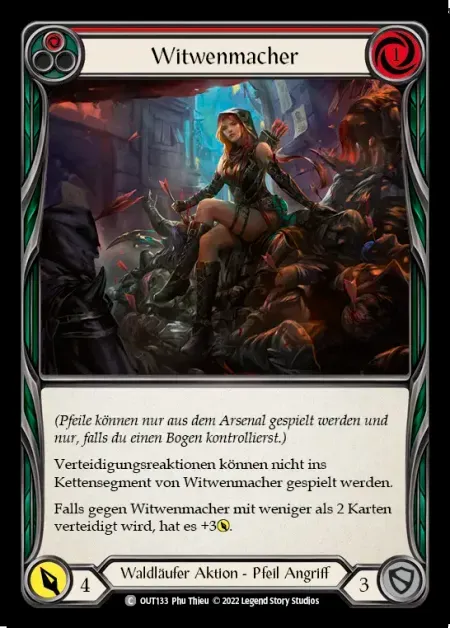 1
Witwenmacher
(Pfeile können nur aus dem Arsenal gespielt werden und
nur, falls du einen Bogen kontrollierst.)
Verteidigungsreaktionen können nicht ins
Kettensegment von Witwenmacher gespielt werden.
Falls gegen Witwenmacher mit weniger als 2 Karten
verteidigt wird, hat es +3.
4
Waldläufer Aktion - Pfeil Angriff
3
C OUT133 Phu Thieu © 2022 Legend Story Studios